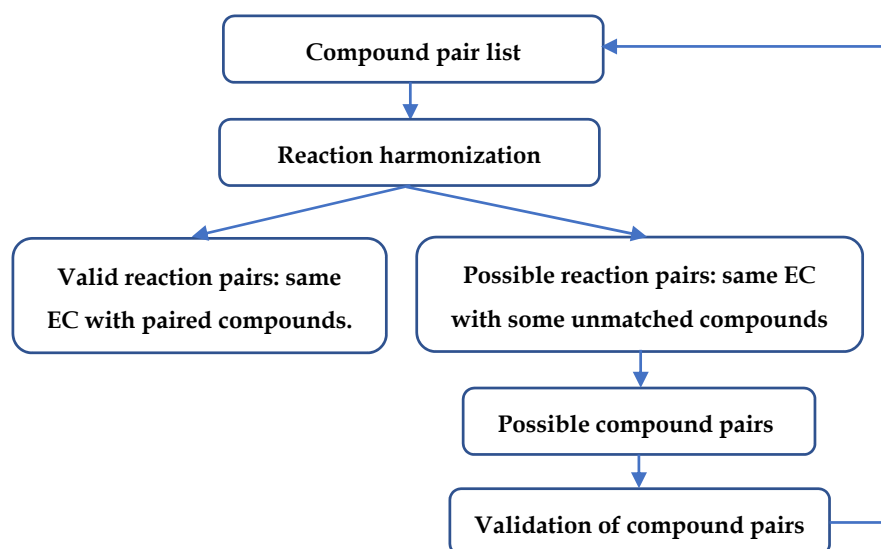 Compound pair list
Reaction harmonization
Valid reaction pairs: same
EC with paired compounds.
Possible reaction pairs: same EC
with some unmatched compounds
Possible compound pairs
Validation of compound pairs